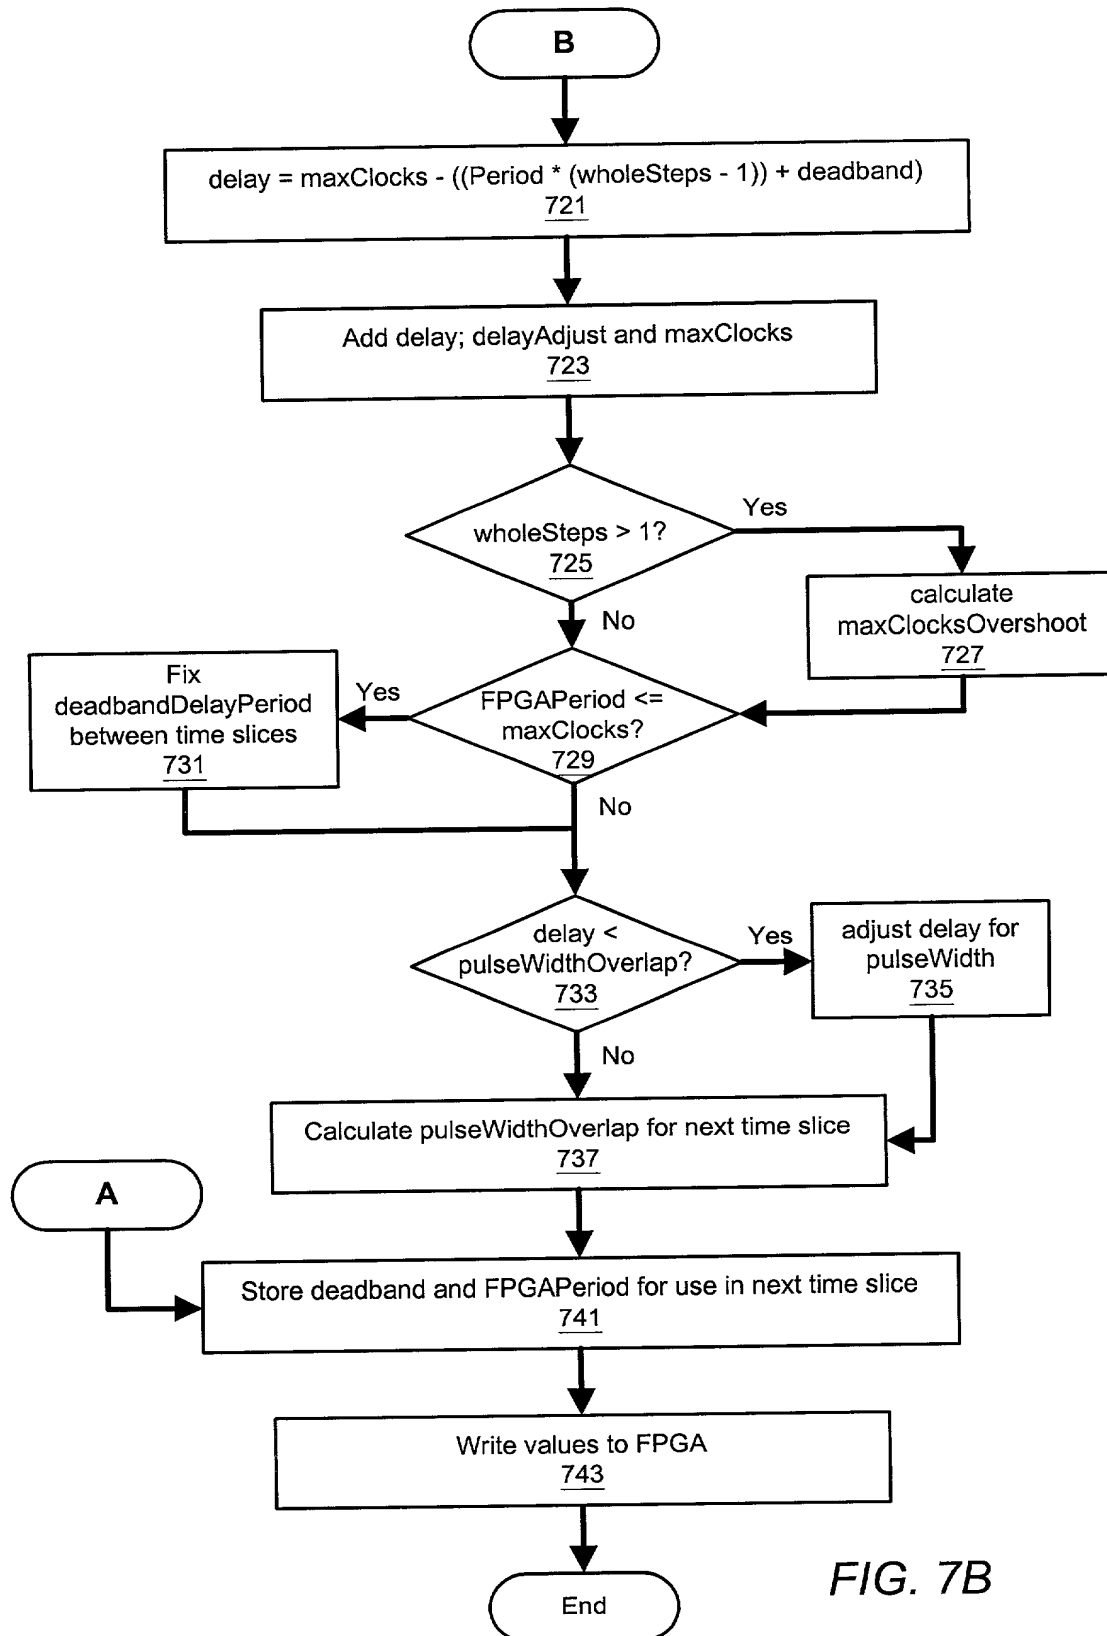 B
delay = maxClocks - ((Period * (wholeSteps - 1)) + deadband)
721
Add delay; delayAdjust and maxClocks
723
wholeSteps > 1?
725
Yes
No
calculate
maxClocksOvershoot
727
FPGAPeriod <=
maxClocks?
729
Yes
No
Fix
deadbandDelayPeriod
between time slices
731
delay <
pulseWidthOverlap?
733
Yes
No
adjust delay for
pulseWidth
735
Calculate pulseWidthOverlap for next time slice
737
A
Store deadband and FPGAPeriod for use in next time slice
741
Write values to FPGA
743
End
FIG. 7B